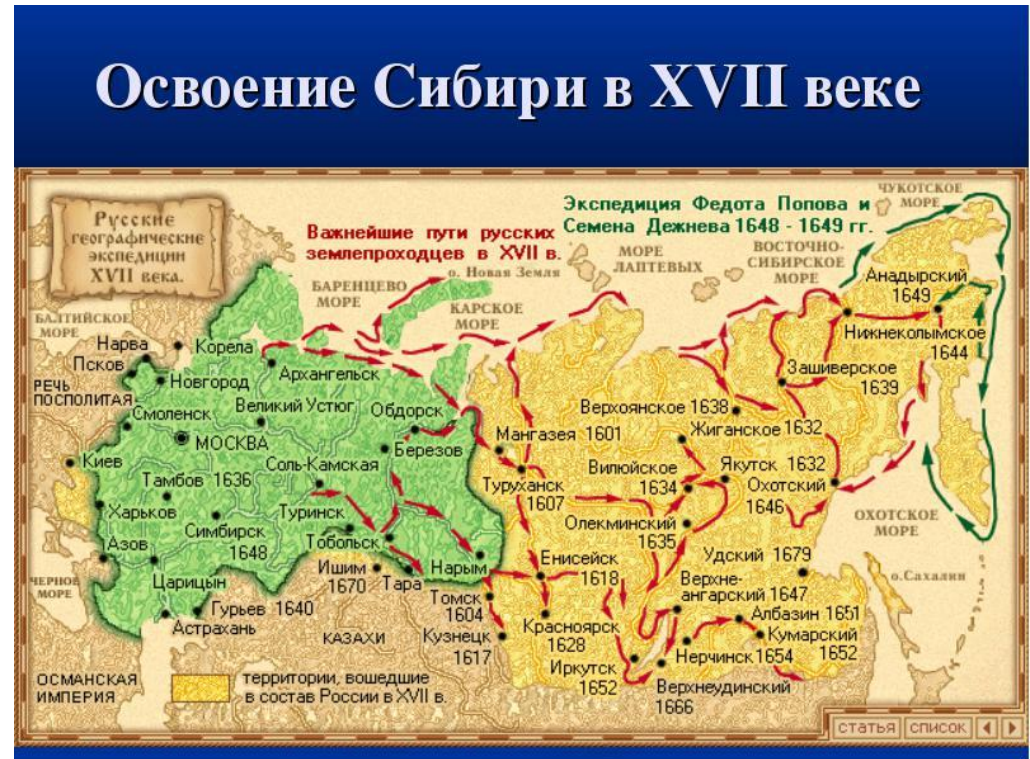 Освоение Сибири в XVII веке
Русские
географические
экспедиции
XVII века.
Важнейшие пути русских
землепроходцев в XVII в.
Экспедиция Федота Попова и
Семена Дежнева 1648 - 1649 гг.
ЧУКОТСКОЕ
МОРЕ
о. Новая Земля
МОРЕ
ЛАПТЕВЫХ
ВОСТОЧНО-
СИБИРСКОЕ
МОРЕ
БАРЕНЦЕВО
МОРЕ
КАРСКОЕ
МОРЕ
Анадырский
1649
БАЛТИЙСКОЕ
МОРЕ
Нарва
Корела
Псков
Новгород
Архангельск
Нижнеколымское
1644
Зашиверское
1639
РЕЧЬ
ПОСПОЛИТАЯ
Смоленск
Великий Устюг
Обдорск
Верхоянское 1638
Жиганское 1632
МОСКВА
Мангазея 1601
Березов
Киев
Соль-Камская
Вилюйское
1634
Якутск 1632
Тамбов 1636
Туруханск
1607
Охотский
1646
Харьков
Туринск
Симбирск
1648
Олекминский
1635
ОХОТСКОЕ
МОРЕ
Азов
Тобольск
Удский 1679
Ишим
1670
Тара
Нарым
Енисейск
1618
Верхне-
ангарский 1647
о.Сахалин
ЧЕРНОЕ
МОРЕ
Царицын
Томск
1604
Гурьев 1640
Астрахань
Албазин 1651
Красноярск
1628
Кумарский
1652
КАЗАХИ
Кузнецк
1617
Нерчинск 1654
Иркутск
1652
Верхнеудинский
1666
ОСМАНСКАЯ
ИМПЕРИЯ
территории, вошедшие
в состав России в XVII в.
статья список